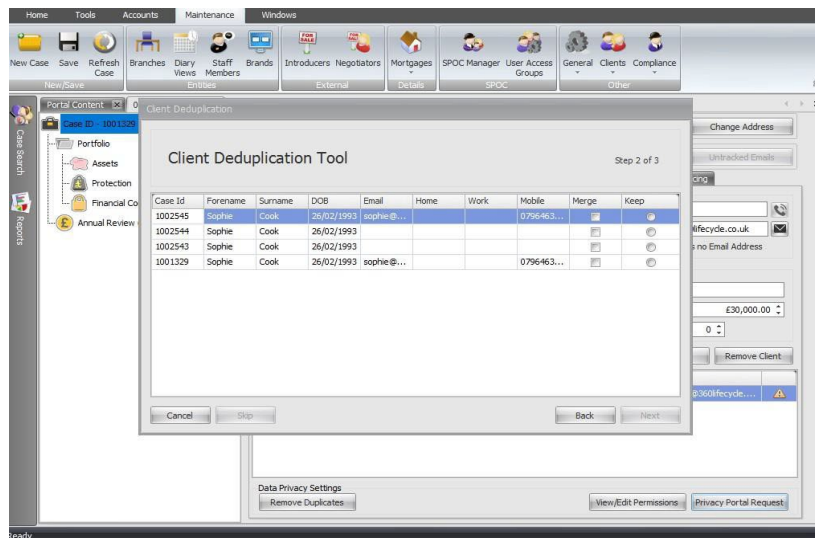 Home Tools Accounts Maintenance Windows
New Case Save Refresh Case Branches Diary Views Staff Members Brands Introducers Negotiators Mortgages SPOC Manager User Access Groups General Clients Compliance
New/Save Entities External Details SPOC Other
Portal Content 0
Case Search
Reports
Case ID - 1001329
Portfolio
Assets
Protection
Financial Co
Annual Review
Client Deduplication
Client Deduplication Tool Step 2 of 3
Case Id Forename Surname DOB Email Home Work Mobile Merge Keep
1002545 Sophie Cook 26/02/1993 sophie@... 0796463...
1002544 Sophie Cook 26/02/1993
1002543 Sophie Cook 26/02/1993
1001329 Sophie Cook 26/02/1993 sophie@... 0796463...
Cancel Skip Back Next
Change Address
Untracked Emails
lifecycle.co.uk
no Email Address
£30,000.00
0
Remove Client
@360lifecycle....
Data Privacy Settings
Remove Duplicates View/Edit Permissions Privacy Portal Request
Ready